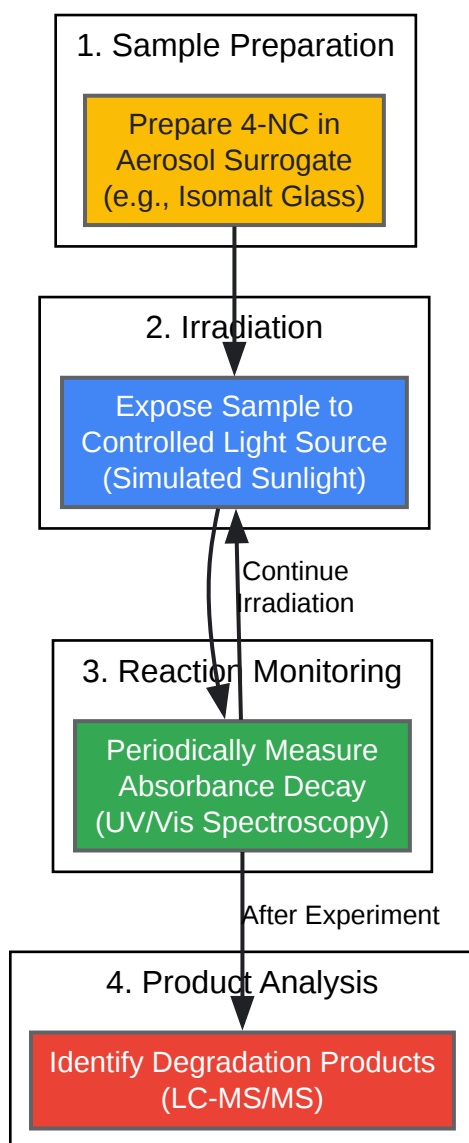 1. Sample Preparation
Prepare 4-NC in
Aerosol Surrogate
(e.g., Isomalt Glass)
2. Irradiation
Expose Sample to
Controlled Light Source
(Simulated Sunlight)
Continue
Irradiation
3. Reaction Monitoring
Periodically Measure
Absorbance Decay
(UV/Vis Spectroscopy)
After Experiment
4. Product Analysis
Identify Degradation Products
(LC-MS/MS)